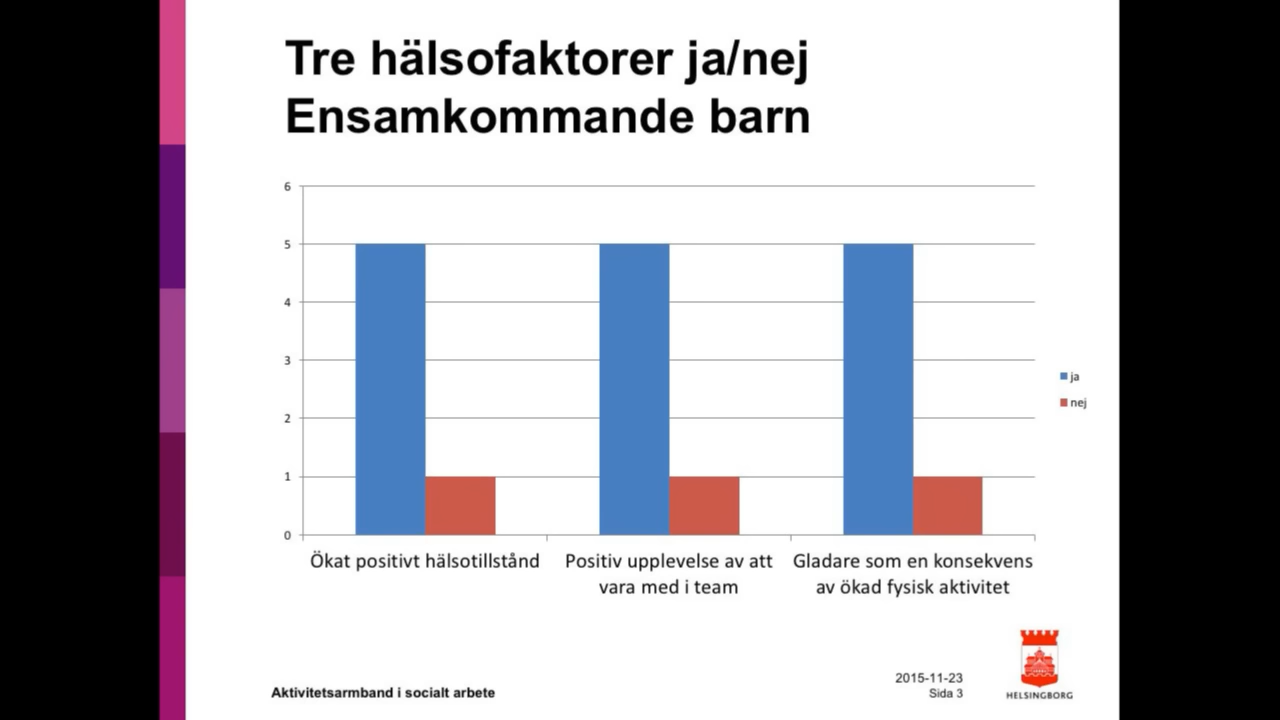 Tre hälsofaktorer ja/nej
Ensamkommande barn
6
5
4
3
2
1
0
ja
nej
Ökat positivt hälsotillstånd
Positiv upplevelse av att
vara med i team
Gladare som en konsekvens
av ökad fysisk aktivitet
Aktivitetsarmband i socialt arbete
2015-11-23
Sida 3
HELSINGBORG